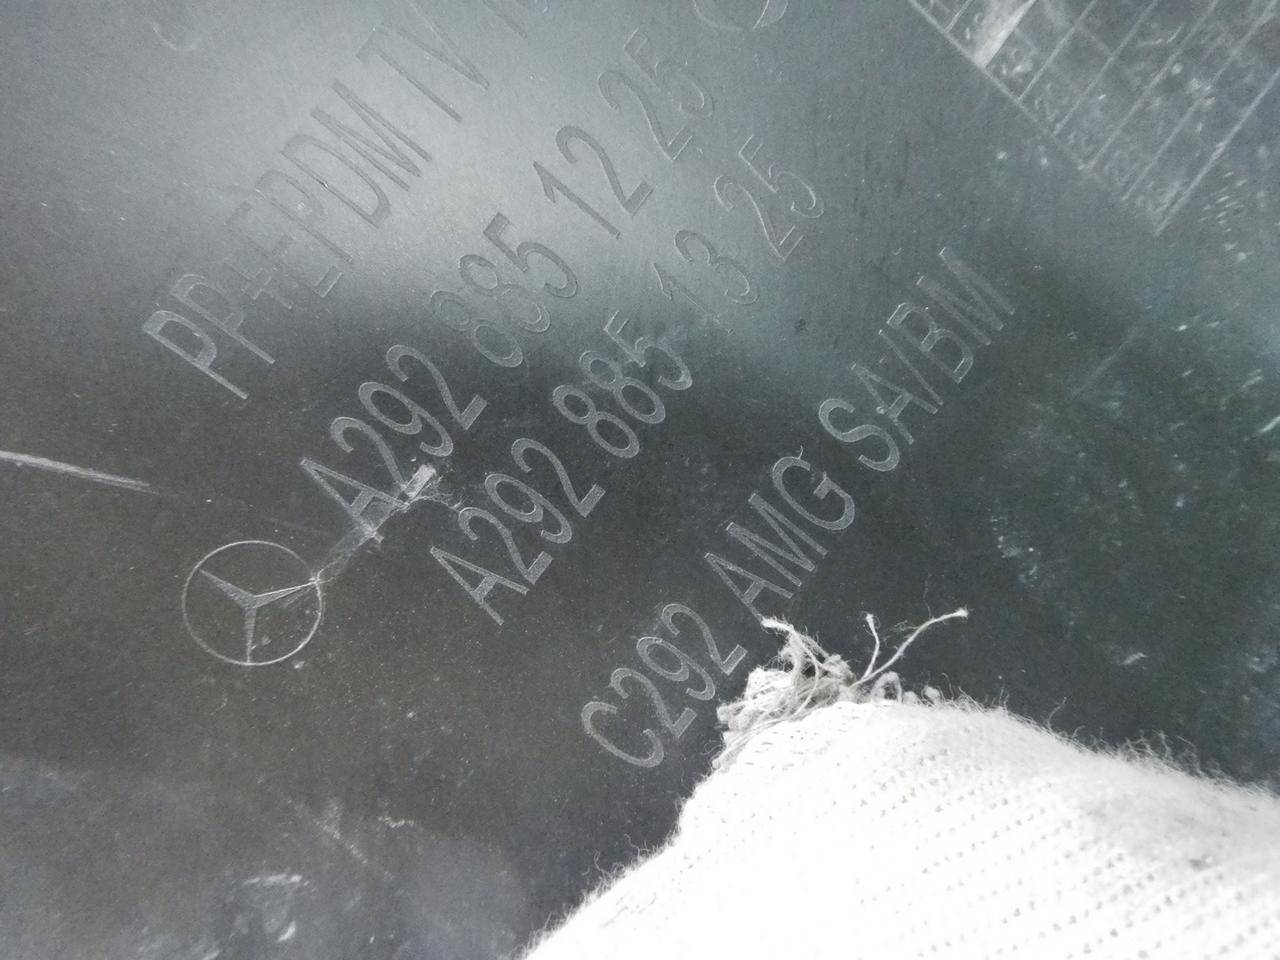 PP+EPDM TV
A292 885 12 25
A292 885 13 25
C292 AMG SA/BM